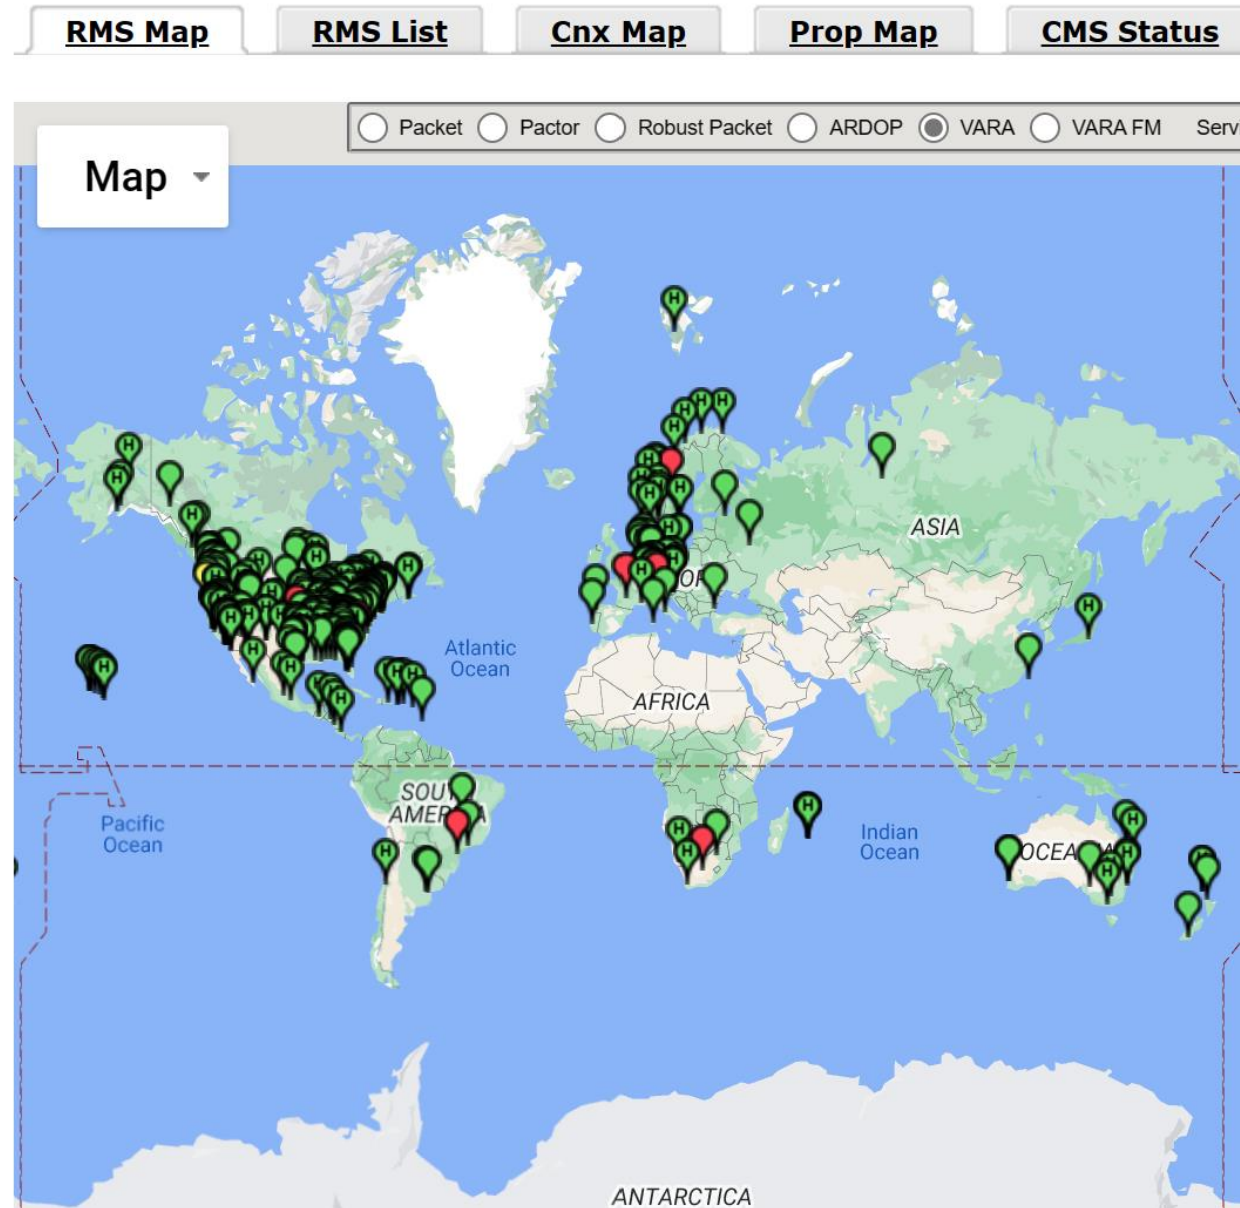 RMS Map RMS List Cnx Map Prop Map CMS Status
Packet Pactor Robust Packet ARDOP VARA VARA FM Servi
Map
ASIA
Atlantic
Ocean
AFRICA
Pacific
Ocean
Indian
Ocean
ANTARCTICA